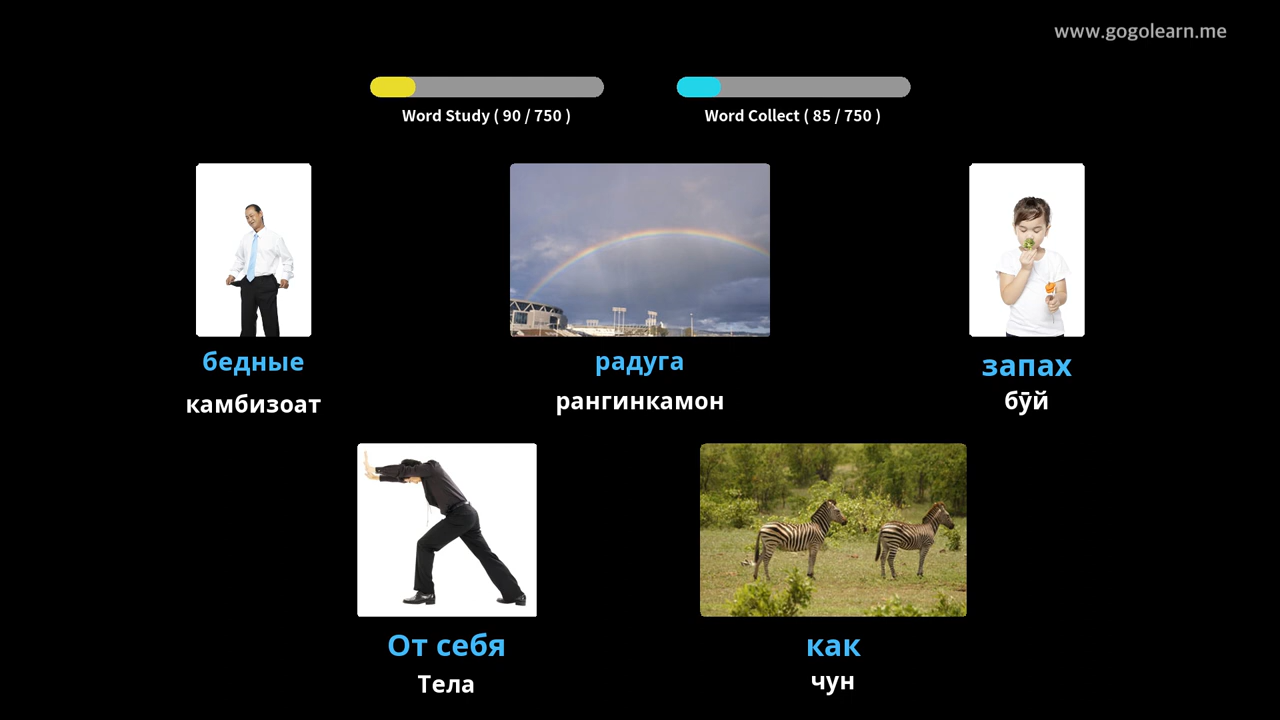 www.gogolearn.me
Word Study ( 90 / 750 )
Word Collect ( 85 / 750 )
бедные
камбизоат
радуга
рангинкамон
запах
бӯй
От себя
Тела
как
чун